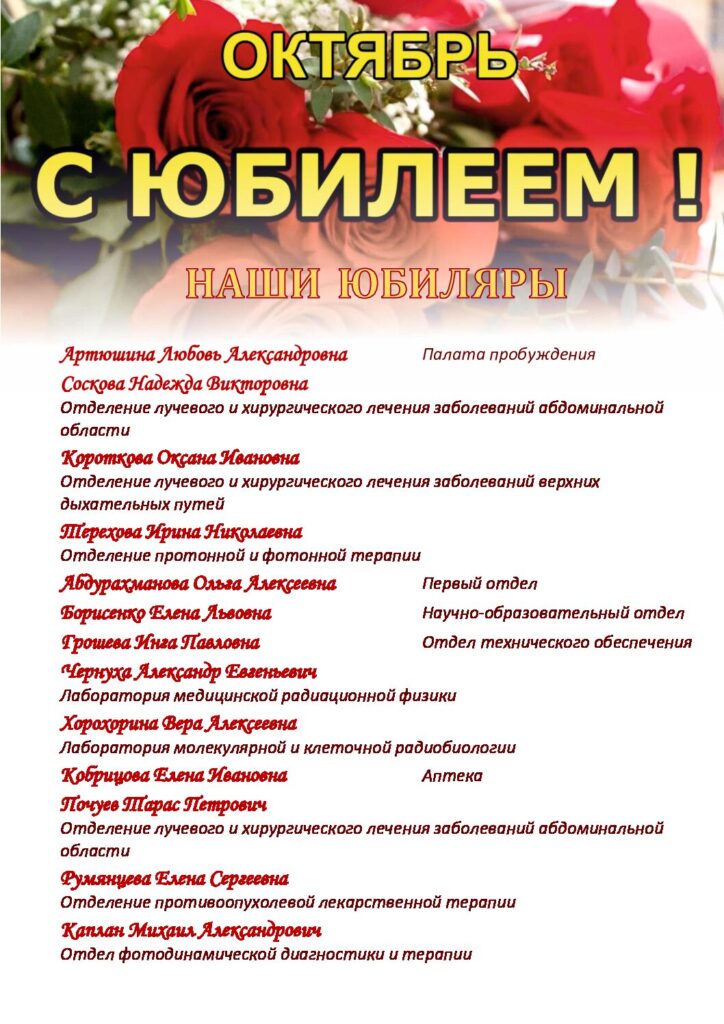 ОКТЯБРЬ
С ЮБИЛЕЕМ !
НАШИ ЮБИЛЯРЫ
Артюшина Любовь Александровна Палата пробуждения
Соскова Надежда Викторовна
Отделение лучевого и хирургического лечения заболеваний абдоминальной
области
Короткова Оксана Ивановна
Отделение лучевого и хирургического лечения заболеваний верхних
дыхательных путей
Терехова Ирина Николаевна
Отделение протонной и фотонной терапии
Абдурахманова Ольга Алексеевна Первый отдел
Борисенко Елена Львовна Научно-образовательный отдел
Грошева Инга Павловна Отдел технического обеспечения
Чернуха Александр Евгеньевич
Лаборатория медицинской радиационной физики
Хорохорина Вера Алексеевна
Лаборатория молекулярной и клеточной радиобиологии
Кобрицова Елена Ивановна Аптека
Почуев Тарас Петрович
Отделение лучевого и хирургического лечения заболеваний абдоминальной
области
Румянцева Елена Сергеевна
Отделение противоопухолевой лекарственной терапии
Каплан Михаил Александрович
Отдел фотодинамической диагностики и терапии